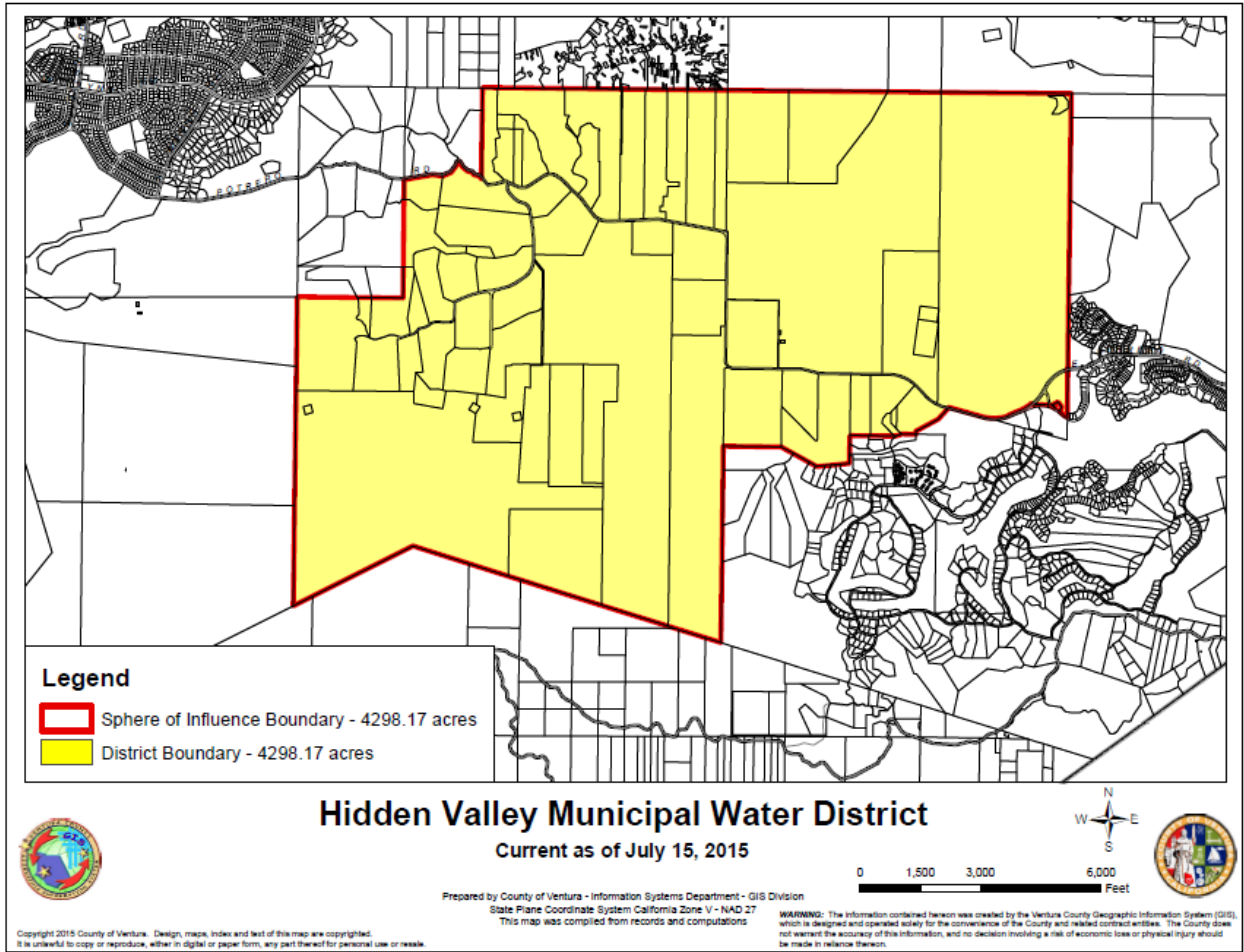 POTRERO
RD
E
RD
Legend
Sphere of Influence Boundary - 4298.17 acres
District Boundary - 4298.17 acres
Hidden Valley Municipal Water District
Current as of July 15, 2015
N
W E
S
0 1,500 3,000 6,000
Feet
GIS
Prepared by County of Ventura - Information Systems Department - GIS Division
State Plane Coordinate System California Zone V - NAD 27
This map was compiled from records and computations
WARNING: The information contained hereon was created by the Ventura County Geographic Information System (GIS),
which is designed and operated solely for the convenience of the County and related contract entities. The County does
not warrant the accuracy of this information, and no decision involving a risk of economic loss or physical injury should
be made in reliance thereon.
Copyright 2015 County of Ventura. Design, maps, index and text of this map are copyrighted.
It is unlawful to copy or reproduce, either in digital or paper form, any part thereof for personal use or resale.